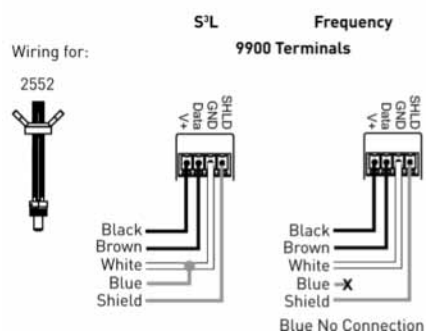 S³L Frequency
Wiring for: 9900 Terminals
2552
V+ Data GND SHLD
V+ Data GND SHLD
Black
Brown
White
Blue
Shield
Black
Brown
White
Blue X
Shield
Blue No Connection